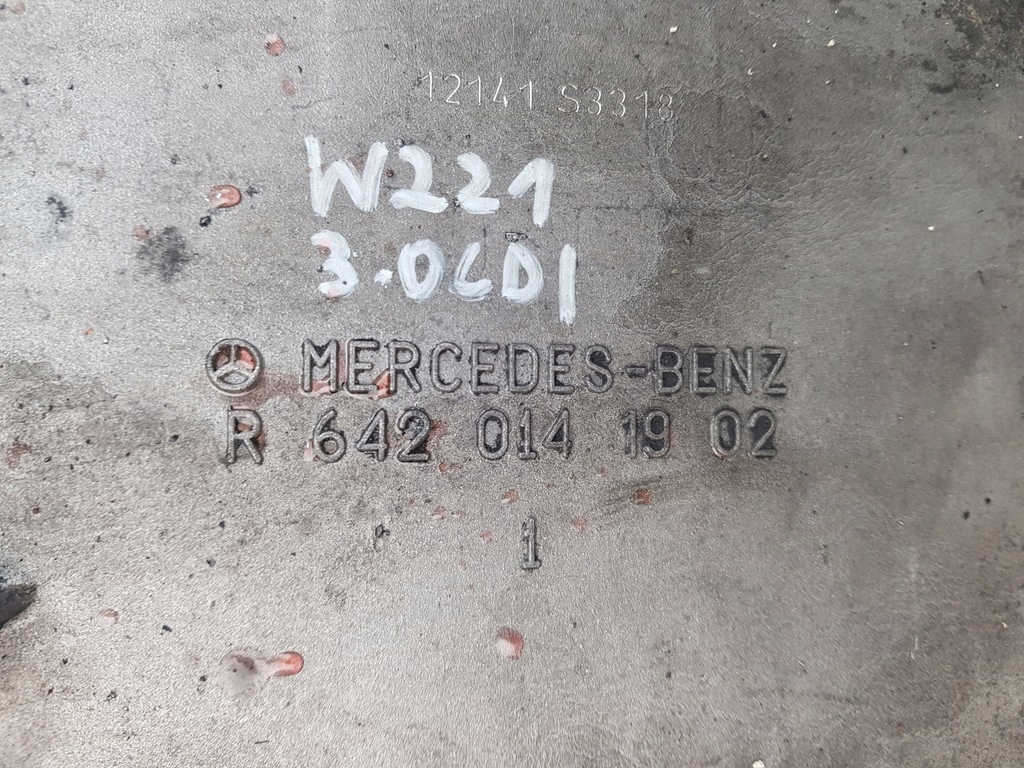 12141 S3318
W221
3.0CDI
MERCEDES-BENZ
R 642 014 19 02
1